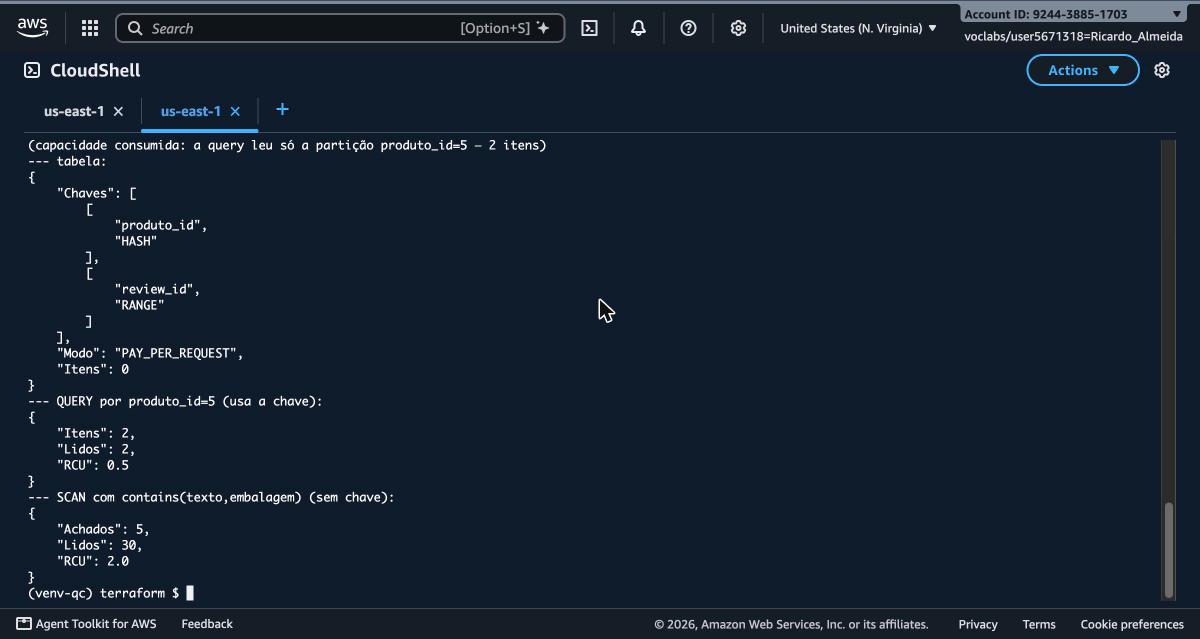 aws
Search
[Option+S]
United States (N. Virginia)
Account ID: 9244-3885-1703
voclabs/user5671318=Ricardo_Almeida
CloudShell
Actions
us-east-1
us-east-1
(capacidade consumida: a query leu só a partição produto_id=5 — 2 itens)
--- tabela:
{
    "Chaves": [
        [
            "produto_id",
            "HASH"
        ],
        [
            "review_id",
            "RANGE"
        ]
    ],
    "Modo": "PAY_PER_REQUEST",
    "Itens": 0
}
--- QUERY por produto_id=5 (usa a chave):
{
    "Itens": 2,
    "Lidos": 2,
    "RCU": 0.5
}
--- SCAN com contains(texto,embalagem) (sem chave):
{
    "Achados": 5,
    "Lidos": 30,
    "RCU": 2.0
}
(venv-qc) terraform $
Agent Toolkit for AWS
Feedback
© 2026, Amazon Web Services, Inc. or its affiliates.
Privacy
Terms
Cookie preferences